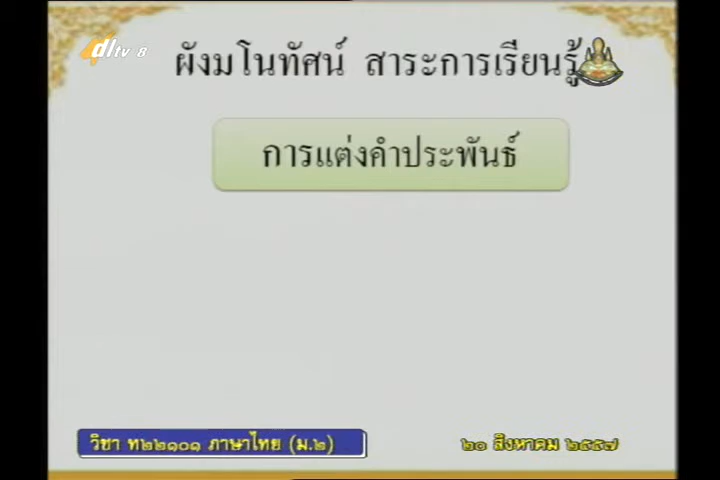 dltv 8
ผังมโนทัศน์ สาระการเรียนรู้
การแต่งคำประพันธ์
วิชา ท๒๒๑๐๑ ภาษาไทย (ม.๒)
๒๐ สิงหาคม ๒๕๕๗